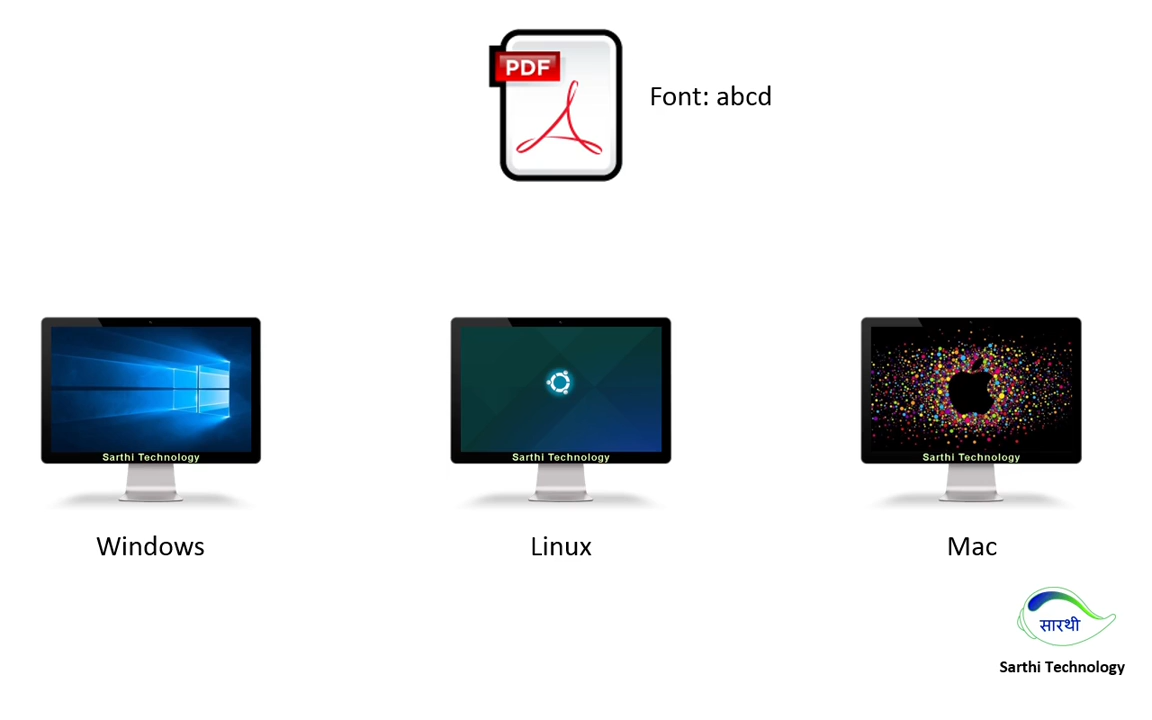 PDF
Font: abcd
Sarthi Technology
Sarthi Technology
Sarthi Technology
Windows
Linux
Mac
सारथी
Sarthi Technology